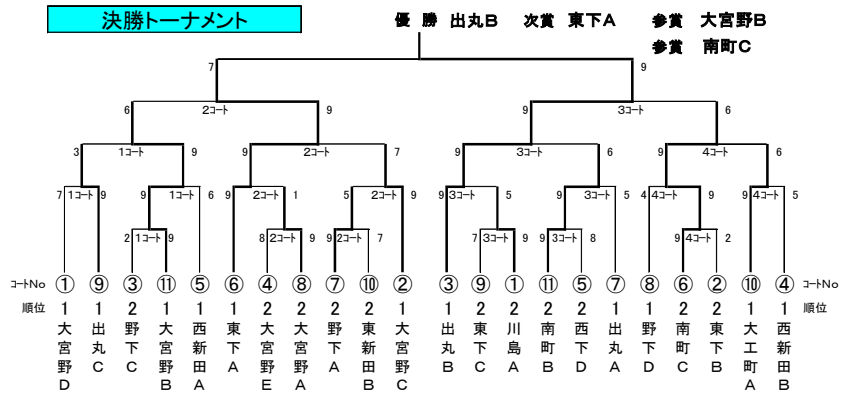 決勝トーナメント
優 勝 出丸B 次賞 東下A 参賞 大宮野B
参賞 南町C
7 9
6 2コート 9 9 3コート 6
3 1コート 9 9 2コート 7 9 3コート 6 9 4コート 6
7 1コート 9 9 1コート 6 9 2コート 1 5 2コート 9 9 3コート 5 9 3コート 5 4 4コート 9 9 4コート 5
2 1コート 9 8 2コート 9 9 2コート 7 7 3コート 9 9 3コート 8 9 4コート 2
コートNo ① ⑨ ③ ⑪ ⑤ ⑥ ④ ⑧ ⑦ ⑩ ② ③ ⑨ ① ⑪ ⑤ ⑦ ⑧ ⑥ ② ⑩ ④ コートNo
順位 1 1 2 1 1 1 2 2 2 2 1 1 2 2 2 2 1 1 2 2 1 1 順位
大宮野D
出丸C
野下C
大宮野B
西新田A
東下A
大宮野E
大宮野A
野下A
東新田B
大宮野C
出丸B
東下C
川島A
南町B
西下D
出丸A
野下D
南町C
東下B
大工町A
西新田B